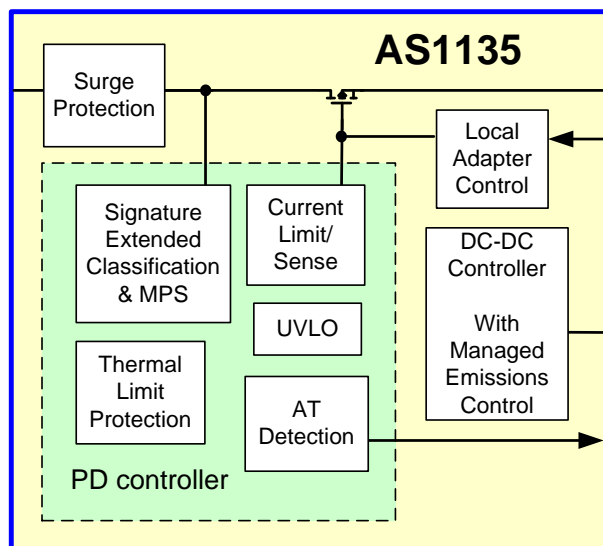 AS1135
Surge
Protection
Local
Adapter
Control
Signature
Extended
Classification
& MPS
Current
Limit/
Sense
DC-DC
Controller
With
Managed
Emissions
Control
UVLO
Thermal
Limit
Protection
AT
Detection
PD controller